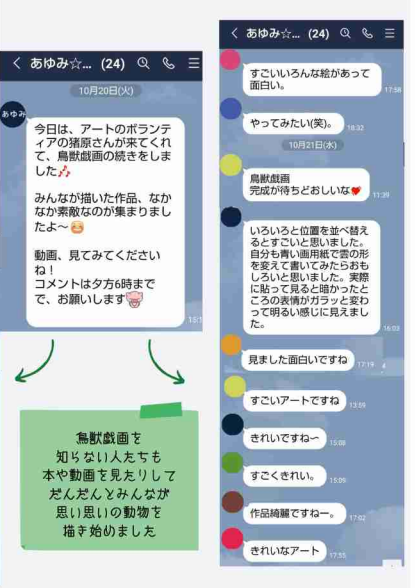 あゆみ☆... (24)
10月20日(火)
あゆみ
今日は、アートのボランテ
ィアの猪原さんが来てくれ
て、鳥獣戯画の続きをしま
した🎶
みんなが描いた作品、なか
なか素敵なのが集まりまし
たよ〜😊
動画、見てみてください
ね！
コメントは夕方6時まで
で、お願いします
鳥獣戯画を
知らない人たちも
本や動画を見たりして
だんだんとみんなが
思い思いの動物を
描き始めました
あゆみ☆... (24)
すごいいろんな絵があって
面白い。
17:58
やってみたい(笑)。
18:32
10月21日(水)
鳥獣戯画
完成が待ちどおしいな❤
11:39
いろいろと位置を並べ替え
るとすごいと思いました。
自分も青い画用紙で雲の形
を変えて書いてみたらおも
しろいと思いました。実際
に貼って見ると暗かったと
ころの表情がガラッと変わ
って明るい感じに見えまし
た。
16:03
見ました面白いですね
17:19
すごいアートですね
13:59
きれいですね〜
15:08
すごくきれい。
15:09
作品綺麗ですねー。
17:02
きれいなアート
17:55